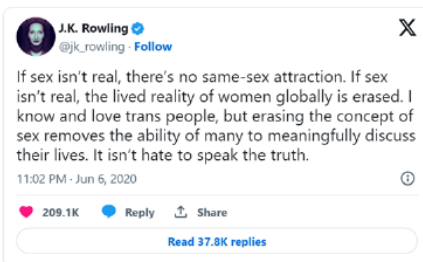 J.K. Rowling
@jk_rowling · Follow
If sex isn't real, there's no same-sex attraction. If sex
isn't real, the lived reality of women globally is erased. I
know and love trans people, but erasing the concept of
sex removes the ability of many to meaningfully discuss
their lives. It isn't hate to speak the truth.
11:02 PM · Jun 6, 2020
209.1K Reply Share
Read 37.8K replies